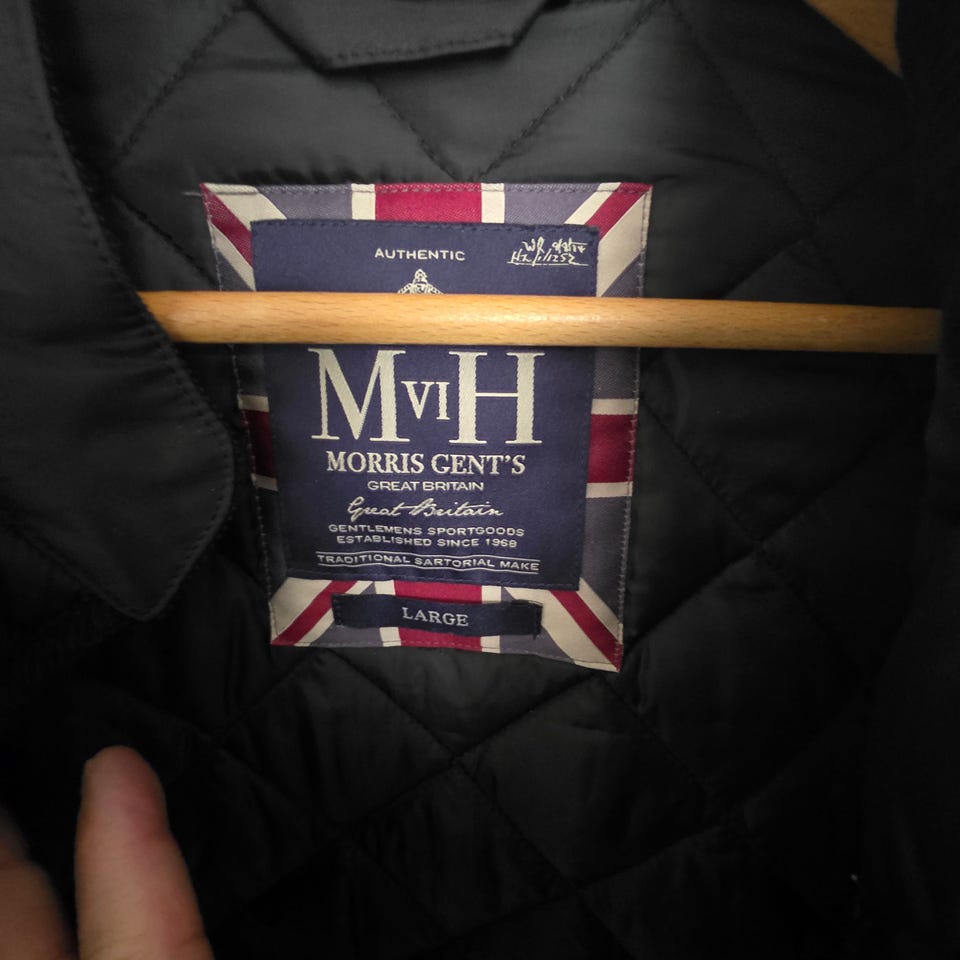 AUTHENTIC
MVIH
MORRIS GENT'S
GREAT BRITAIN
Great Britain
GENTLEMENS SPORTGOODS
ESTABLISHED SINCE 1968
TRADITIONAL SARTORIAL MAKE
LARGE